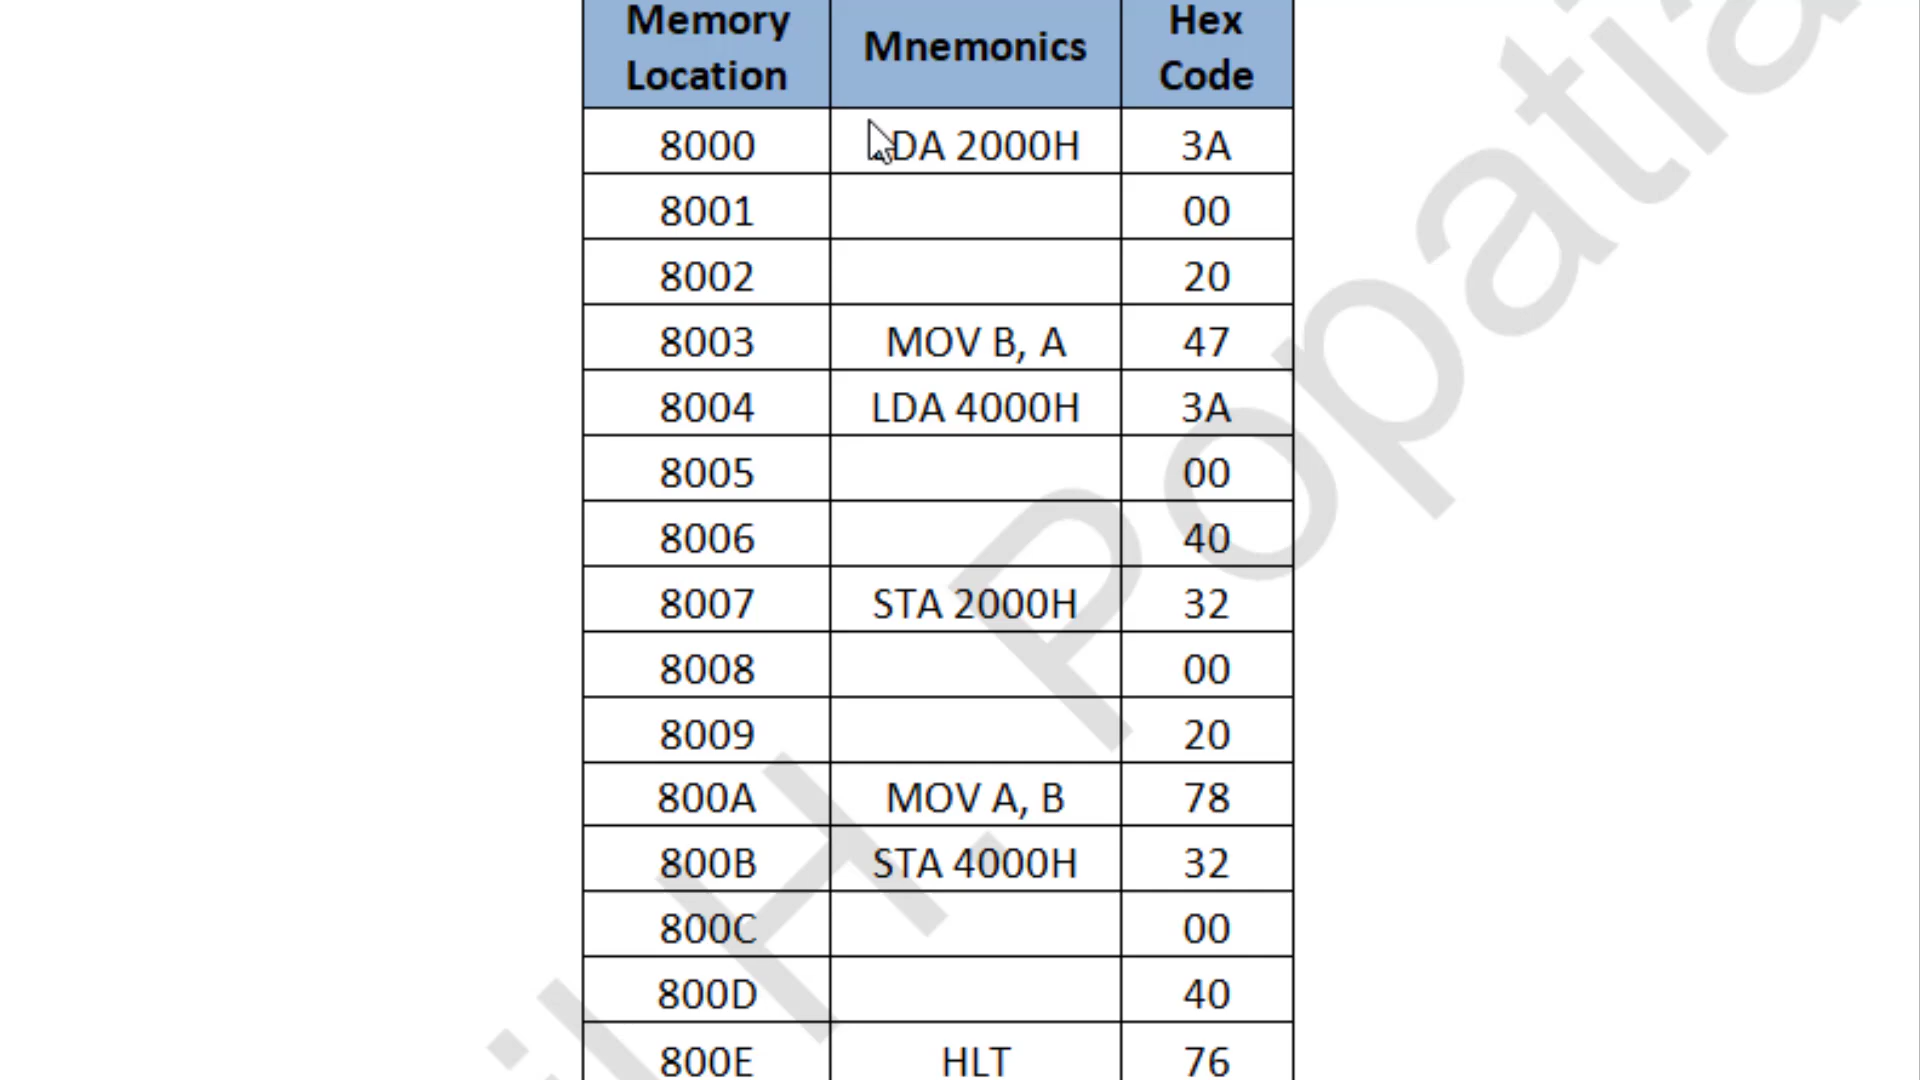 Memory Location Mnemonics Hex Code
8000 LDA 2000H 3A
8001 00
8002 20
8003 MOV B, A 47
8004 LDA 4000H 3A
8005 00
8006 40
8007 STA 2000H 32
8008 00
8009 20
800A MOV A, B 78
800B STA 4000H 32
800C 00
800D 40
800E HLT 76
H. Popatia